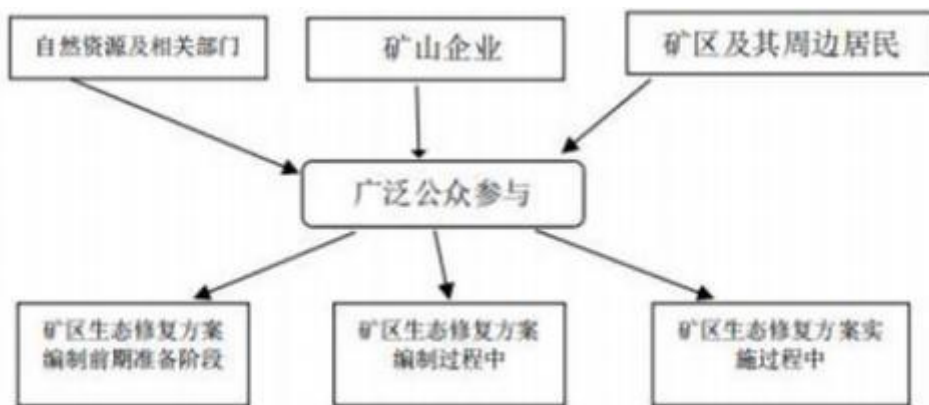 自然资源及相关部门
矿山企业
矿区及其周边居民
广泛公众参与
矿区生态修复方案
编制前期准备阶段
矿区生态修复方案
编制过程中
矿区生态修复方案实
施过程中